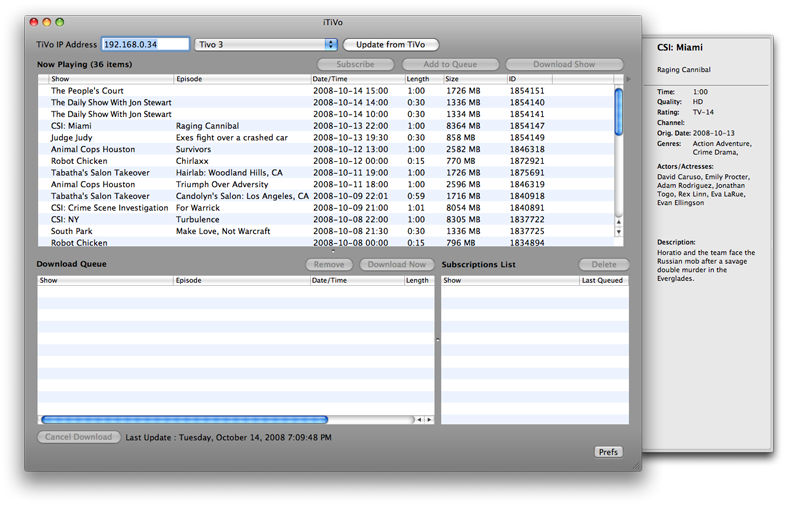 iTiVo
TiVo IP Address 192.168.0.34 Tivo 3 Update from TiVo
Now Playing (36 items) Subscribe Add to Queue Download Show
Show Episode Date/Time Length Size ID
The People's Court 2008-10-14 15:00 1:00 1726 MB 1854151
The Daily Show With Jon Stewart 2008-10-14 14:00 0:30 1336 MB 1854140
The Daily Show With Jon Stewart 2008-10-14 10:00 0:30 1334 MB 1854141
CSI: Miami Raging Cannibal 2008-10-13 22:00 1:00 8364 MB 1854147
Judge Judy Exes fight over a crashed car 2008-10-13 19:30 0:30 858 MB 1854149
Animal Cops Houston Survivors 2008-10-12 13:00 1:00 2582 MB 1846318
Robot Chicken Chirlaxx 2008-10-12 00:00 0:15 770 MB 1872921
Tabatha's Salon Takeover Hairlab: Woodland Hills, CA 2008-10-11 19:00 1:00 1726 MB 1875691
Animal Cops Houston Triumph Over Adversity 2008-10-11 18:00 1:00 2596 MB 1846319
Tabatha's Salon Takeover Candolyn's Salon: Los Angeles, CA 2008-10-09 22:01 0:59 1716 MB 1840918
CSI: Crime Scene Investigation For Warrick 2008-10-09 21:00 1:01 8054 MB 1840891
CSI: NY Turbulence 2008-10-08 22:00 1:00 8305 MB 1837722
South Park Make Love, Not Warcraft 2008-10-08 21:30 0:30 1336 MB 1837725
Robot Chicken 2008-10-08 00:00 0:15 796 MB 1834894
Download Queue Remove Download Now Subscriptions List Delete
Show Episode Date/Time Length Show Last Queued
Cancel Download Last Update : Tuesday, October 14, 2008 7:09:48 PM
Prefs
CSI: Miami
Raging Cannibal
Time: 1:00
Quality: HD
Rating: TV-14
Channel:
Orig. Date: 2008-10-13
Genres: Action Adventure,
Crime Drama,
Actors/Actresses:
David Caruso, Emily Procter,
Adam Rodriguez, Jonathan
Togo, Rex Linn, Eva LaRue,
Evan Ellingson
Description:
Horatio and the team face the
Russian mob after a savage
double murder in the
Everglades.